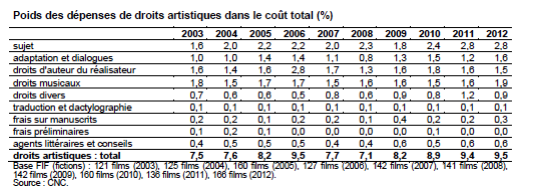 Poids des dépenses de droits artistiques dans le coût total (%)
2003 2004 2005 2006 2007 2008 2009 2010 2011 2012
sujet 1,6 2,0 2,2 2,2 2,0 2,3 1,8 2,4 2,8 2,8
adaptation et dialogues 1,0 1,0 1,4 1,4 1,1 0,8 1,3 1,5 1,2 1,6
droits d'auteur du réalisateur 1,6 1,4 1,6 2,8 1,7 1,3 1,6 1,8 1,6 1,5
droits musicaux 1,8 1,5 1,7 1,7 1,5 1,6 1,6 1,5 1,6 1,9
droits divers 0,7 0,6 0,6 0,5 0,8 0,6 0,9 0,8 1,2 0,9
traduction et dactylographie 0,1 0,1 0,1 0,1 0,1 0,1 0,1 0,1 0,1 0,1
frais sur manuscrits 0,2 0,2 0,1 0,2 0,2 0,1 0,4 0,2 0,2 0,3
frais préliminaires 0,1 0,2 0,1 0,0 0,0 0,0 0,0 0,1 0,0 0,0
agents littéraires et conseils 0,4 0,5 0,5 0,5 0,4 0,4 0,6 0,5 0,6 0,6
droits artistiques : total 7,5 7,6 8,2 9,5 7,7 7,1 8,2 8,9 9,4 9,5
Base FIF (fictions) : 121 films (2003), 125 films (2004), 160 films (2005), 127 films (2006), 142 films (2007), 141 films (2008),
142 films (2009), 160 films (2010), 136 films (2011), 166 films (2012).
Source : CNC.